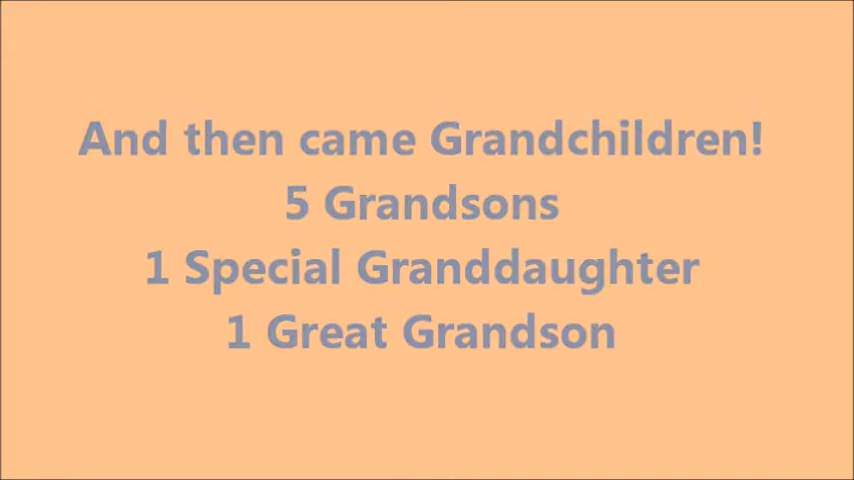 And then came Grandchildren!
5 Grandsons
1 Special Granddaughter
1 Great Grandson